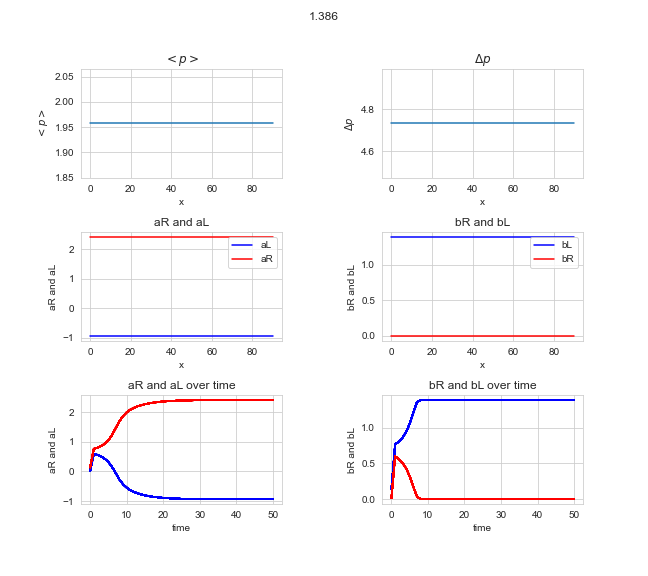 1.386
< p >
2.05
2.00
1.95
1.90
1.85
< p >
0 20 40 60 80
x
Δp
4.8
4.6
Δp
0 20 40 60 80
x
aR and aL
2
1
0
−1
aR and aL
aL
aR
0 20 40 60 80
x
bR and bL
1.0
0.5
0.0
bR and bL
bL
bR
0 20 40 60 80
x
aR and aL over time
2
1
0
−1
aR and aL
0 10 20 30 40 50
time
bR and bL over time
1.0
0.5
0.0
bR and bL
0 10 20 30 40 50
time